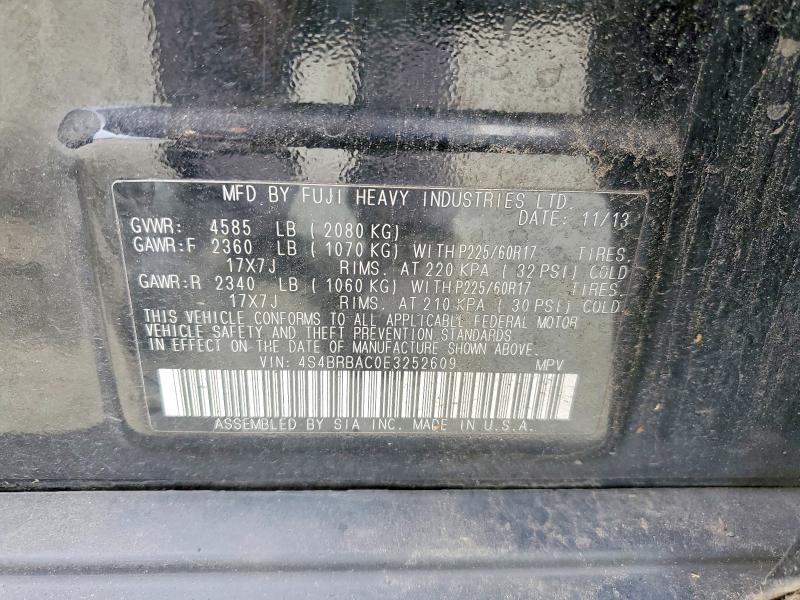 MFD. BY FUJI HEAVY INDUSTRIES LTD.
DATE: 11/13
GVWR: 4585 LB ( 2080 KG)
GAWR:F 2360 LB ( 1070 KG) WITH P225/60R17 TIRES.
17X7J RIMS. AT 220 KPA ( 32 PSI) COLD
GAWR:R 2340 LB ( 1060 KG) WITH P225/60R17 TIRES.
17X7J RIMS. AT 210 KPA ( 30 PSI) COLD.
THIS VEHICLE CONFORMS TO ALL APPLICABLE FEDERAL MOTOR
VEHICLE SAFETY AND THEFT PREVENTION STANDARDS
IN EFFECT ON THE DATE OF MANUFACTURE SHOWN ABOVE.
VIN: 4S4BRBAC0E3252609 MPV
ASSEMBLED BY SIA INC. MADE IN U.S.A.